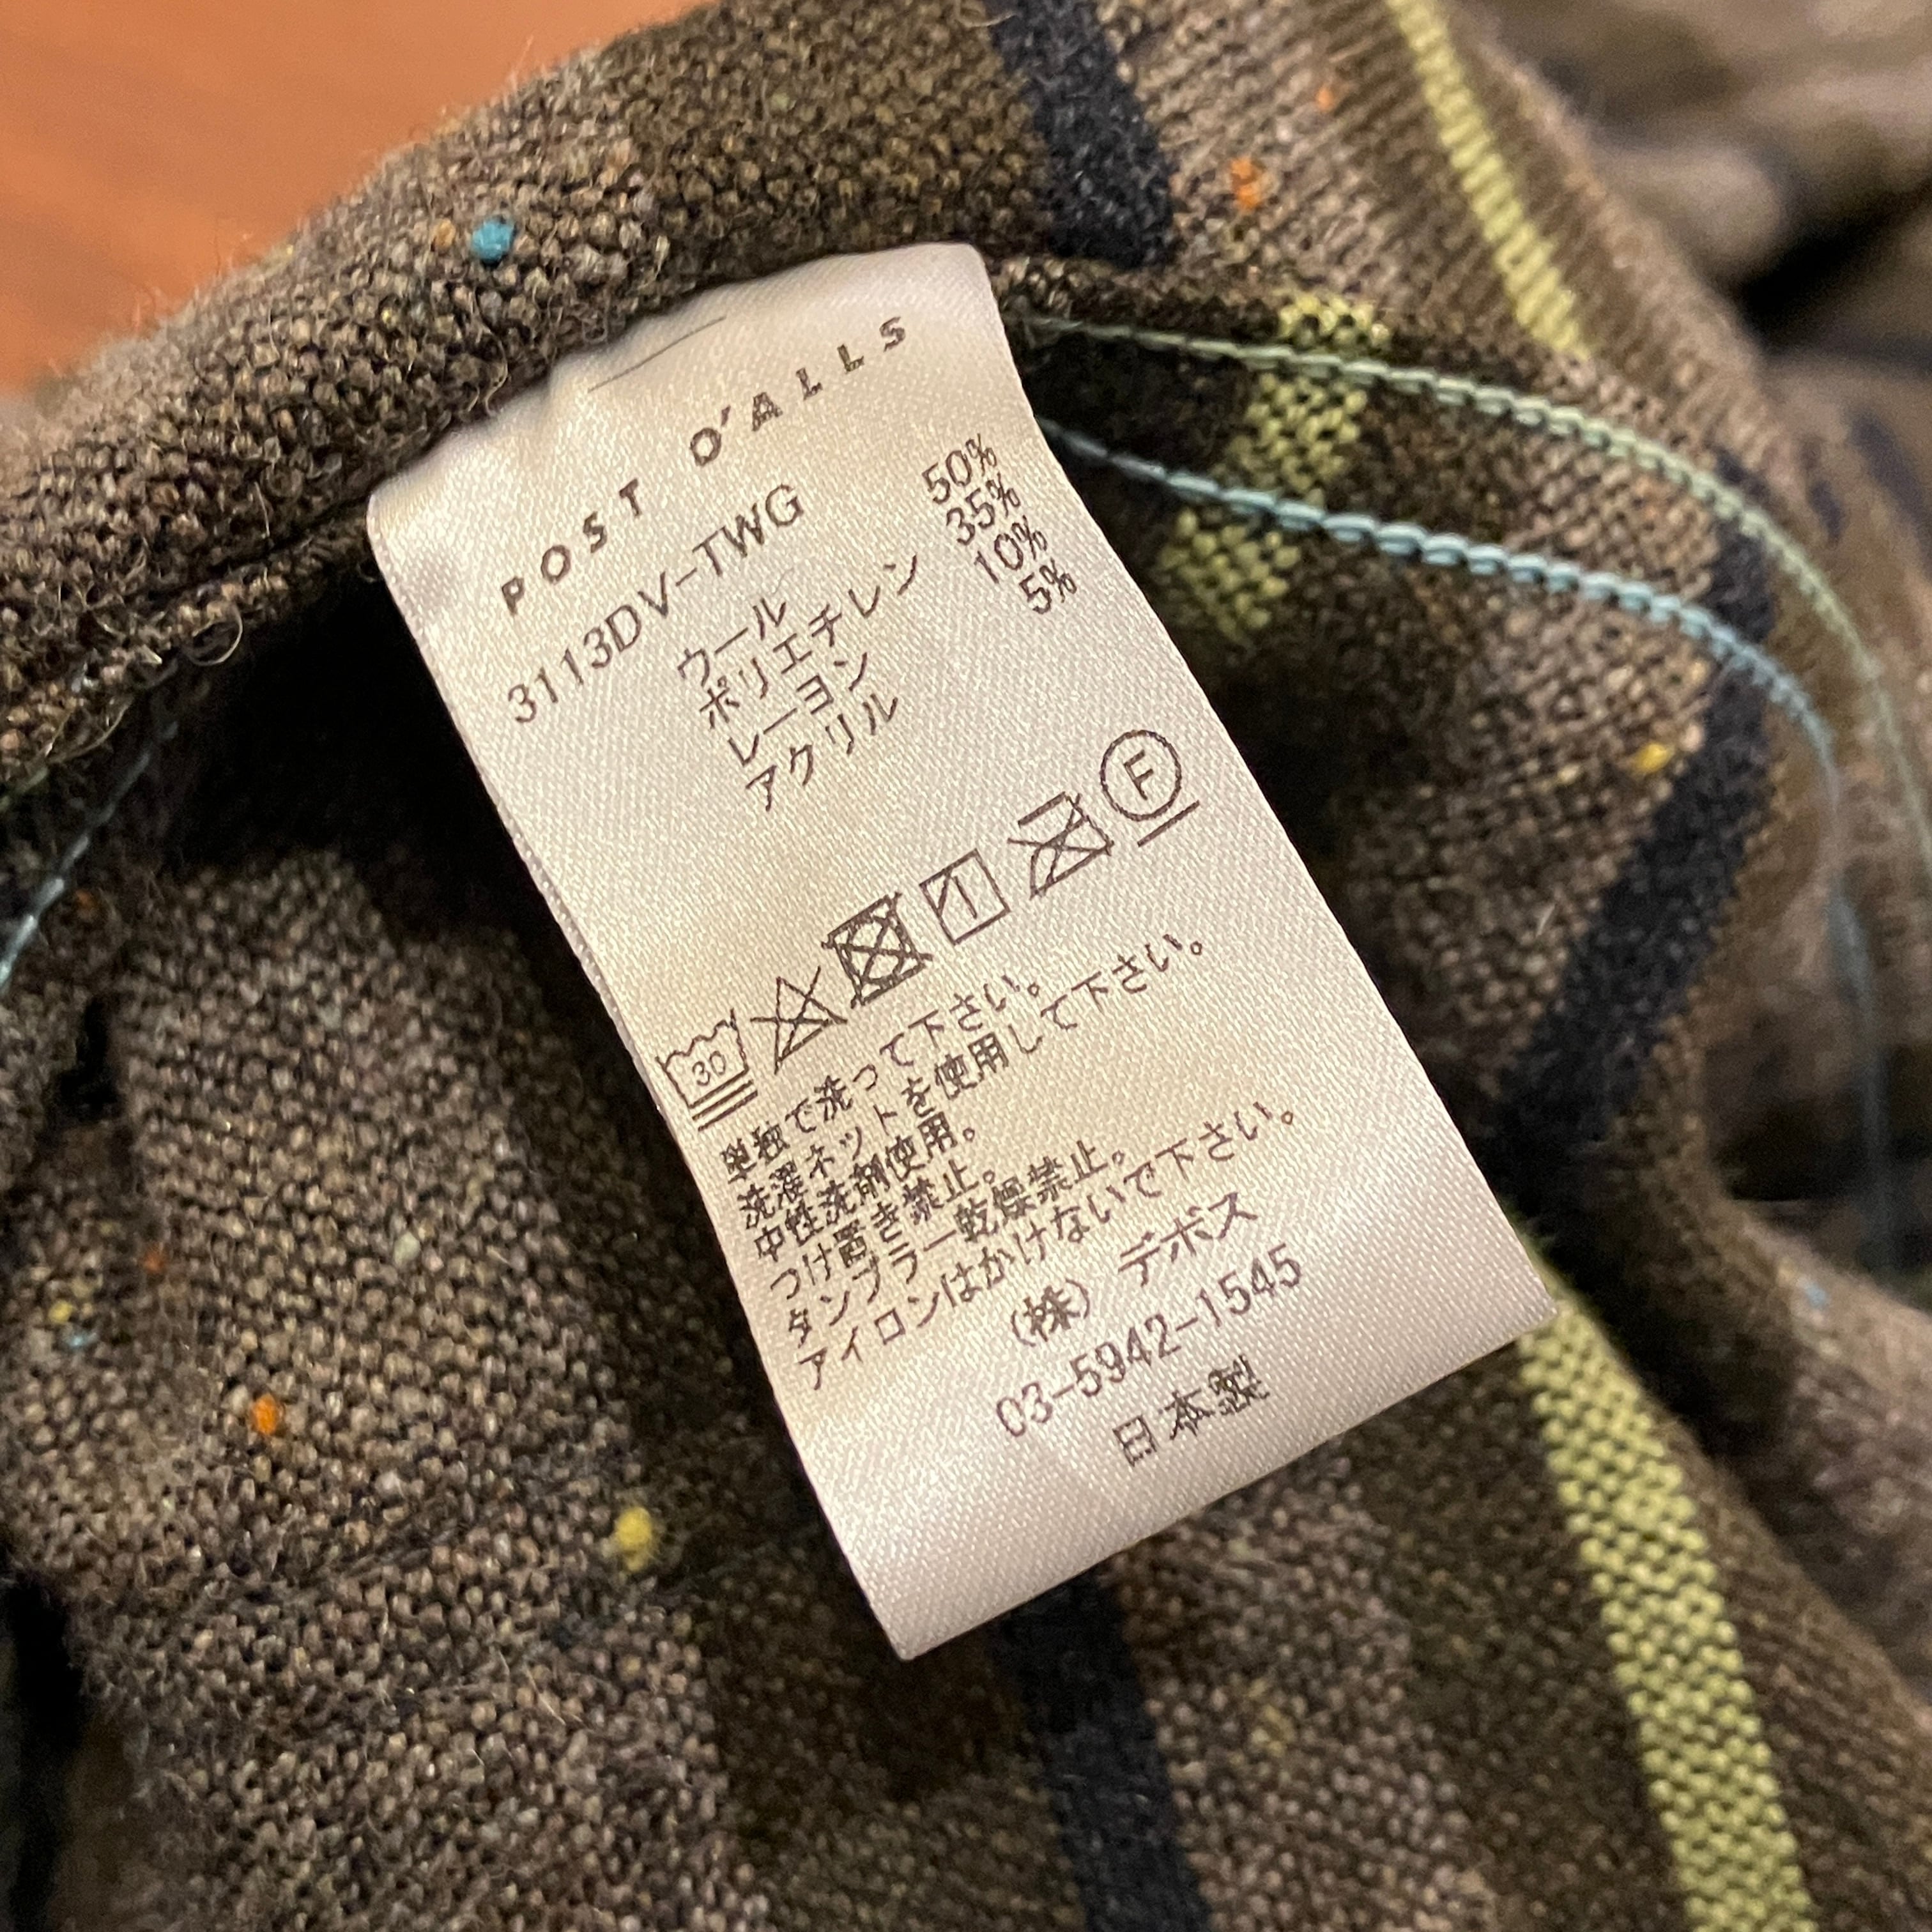 POST O'ALLS
3113DV-TWG
ウール 50%
ポリエチレン 35%
レーヨン 10%
アクリル 5%
30
F
単独で洗って下さい。
洗濯ネットを使用して下さい。
中性洗剤使用。
つけ置き禁止。
タンブラー乾燥禁止。
アイロンはかけないで下さい。
(株) デボス
03-5942-1545
日本製